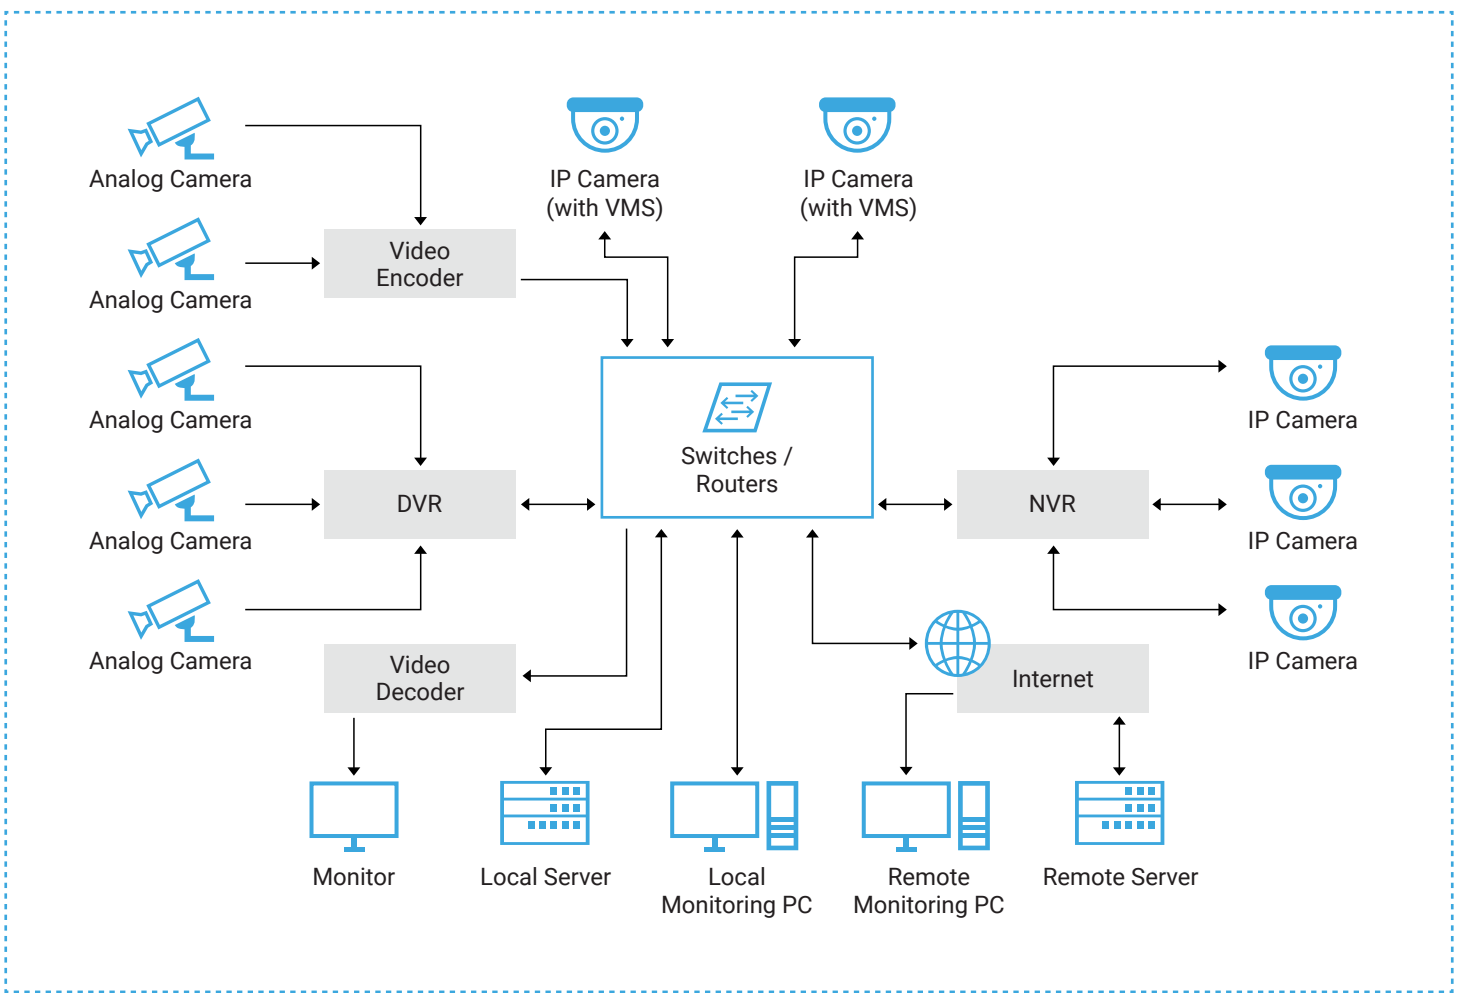 Analog Camera
IP Camera
(with VMS)
IP Camera
(with VMS)
Video
Encoder
Analog Camera
Analog Camera
Switches /
Routers
IP Camera
DVR
NVR
Analog Camera
IP Camera
Analog Camera
Video
Decoder
Internet
IP Camera
Monitor
Local Server
Local
Monitoring PC
Remote
Monitoring PC
Remote Server